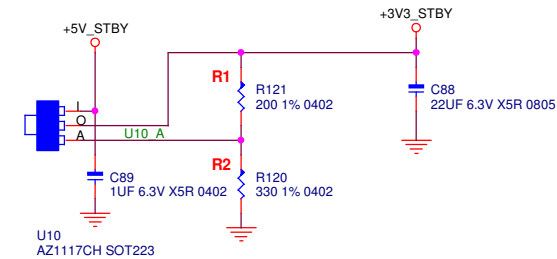 +5V_STBY
+3V3_STBY
R1
R121
200 1% 0402
C88
22UF 6.3V X5R 0805
I
O
A
U10_A
R2
R120
330 1% 0402
C89
1UF 6.3V X5R 0402
U10
AZ1117CH SOT223